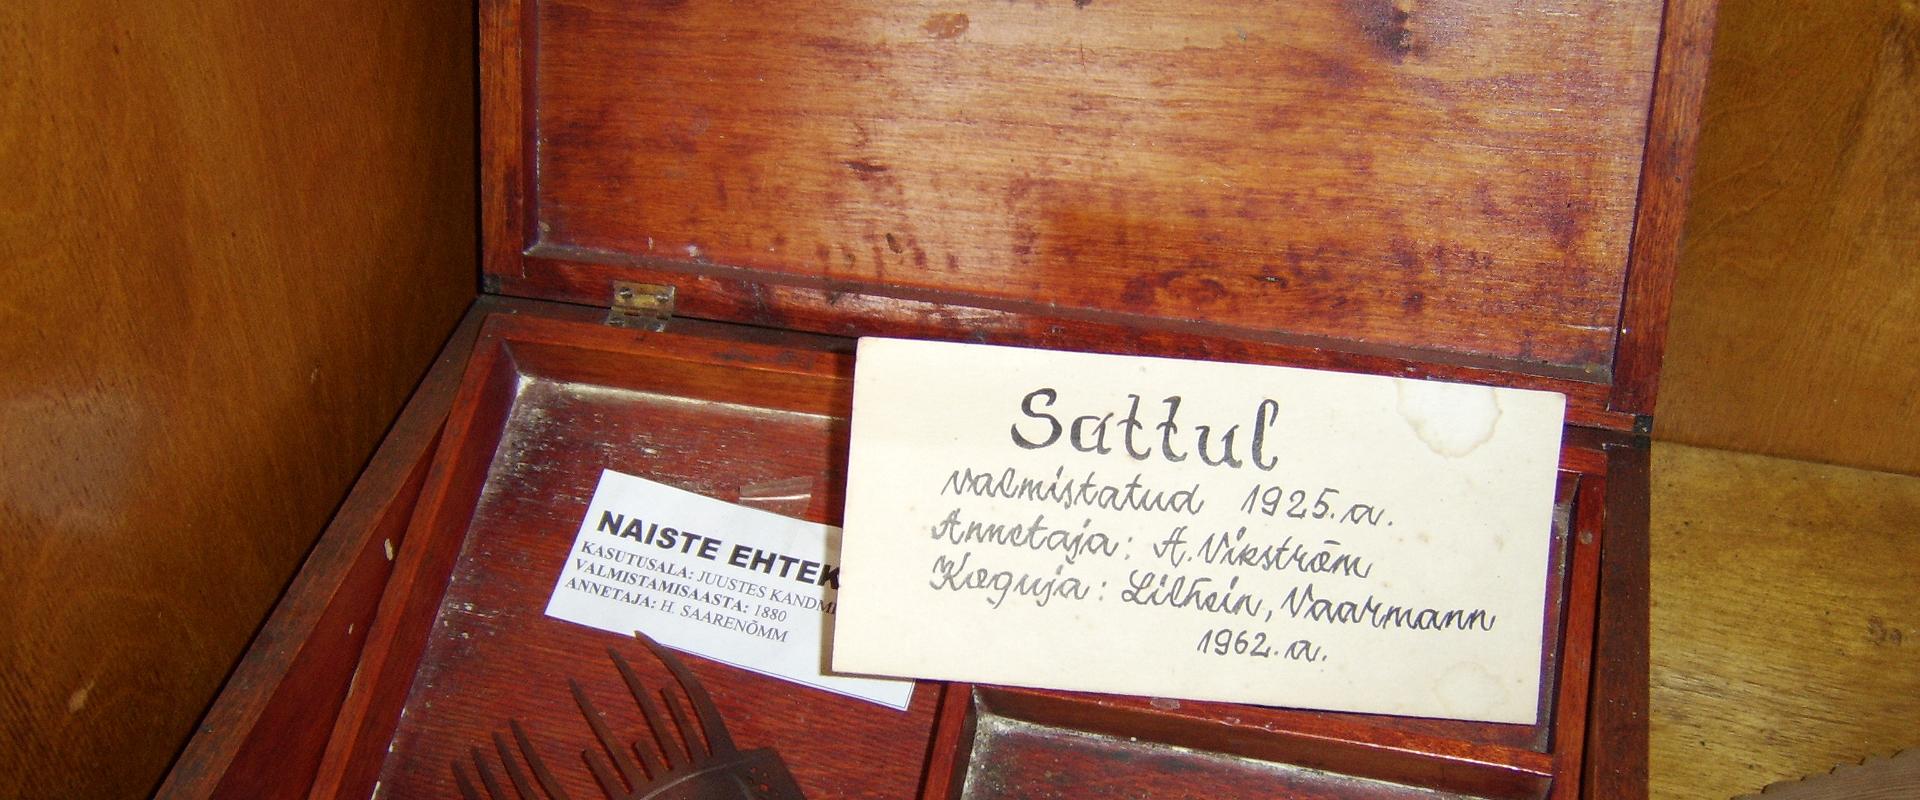 Sattul
valmistatud 1925.a.
Annetaja: A. Vikström
Koguja: Lilhein, Vaarmann
1962.a.
NAISTE EHTEK
KASUTUSALA: JUUSTES KANDMI
VALMISTAMISAASTA: 1880
ANNETAJA: H. SAARENÕMM